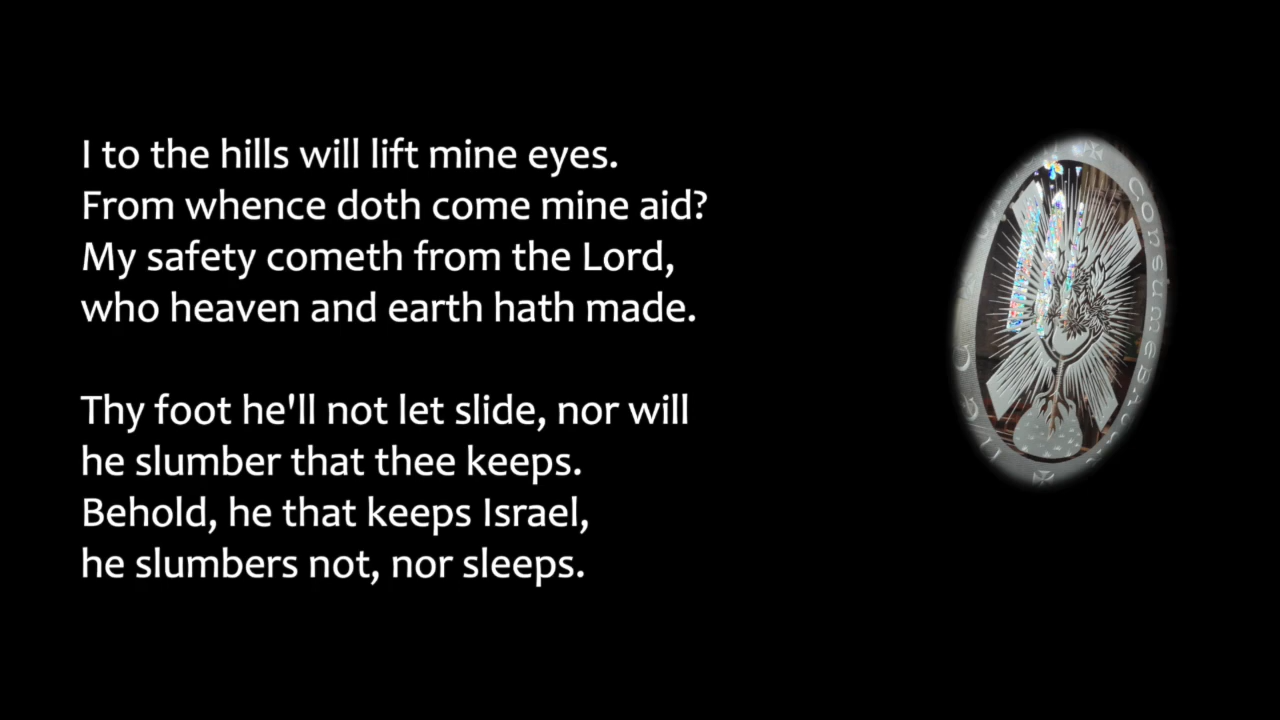 I to the hills will lift mine eyes.
From whence doth come mine aid?
My safety cometh from the Lord,
who heaven and earth hath made.
Thy foot he'll not let slide, nor will
he slumber that thee keeps.
Behold, he that keeps Israel,
he slumbers not, nor sleeps.